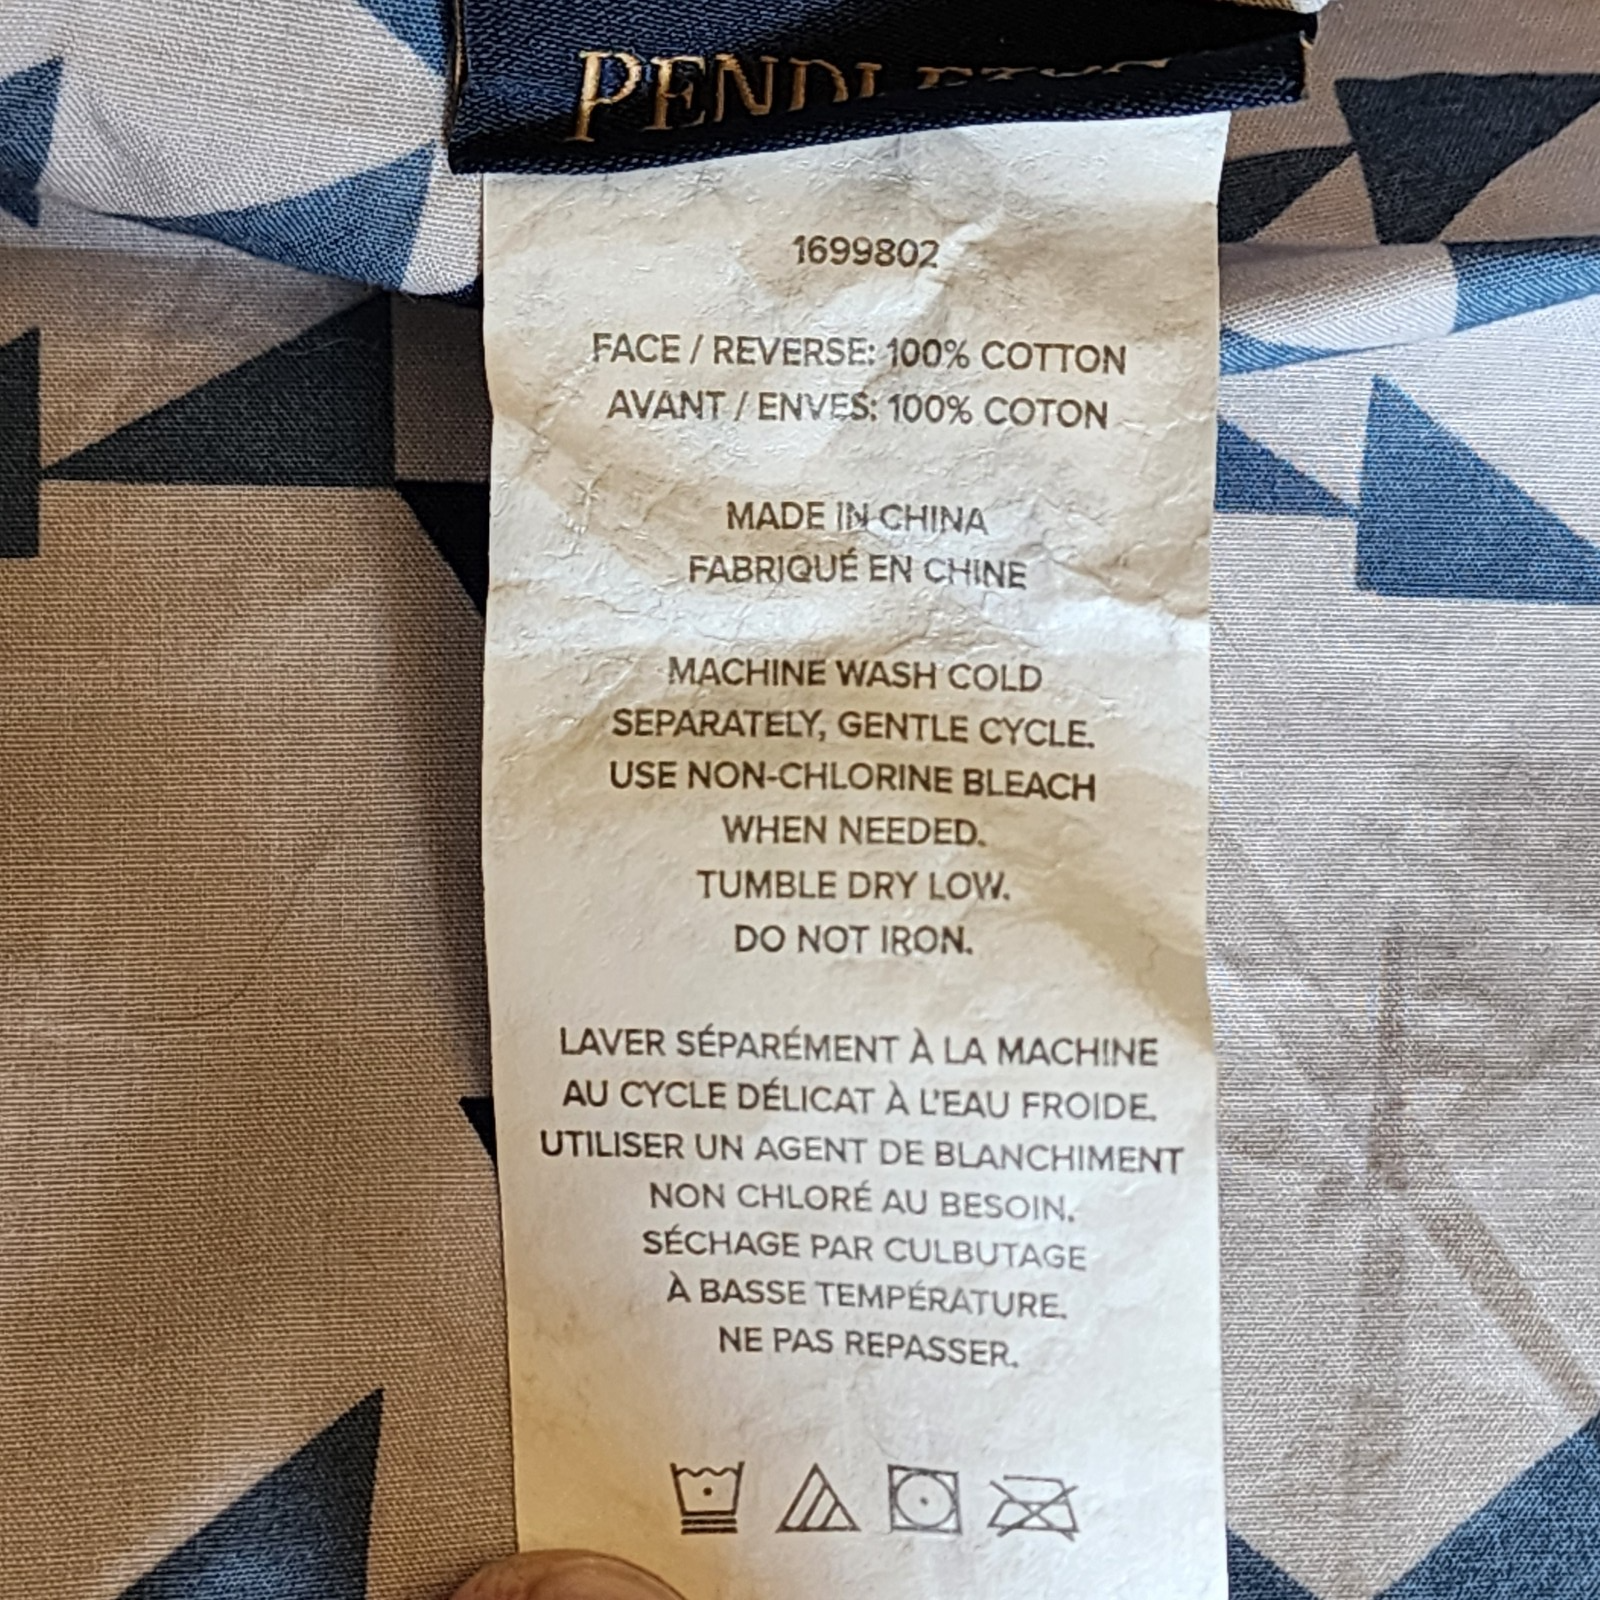 PENDLETON
1699802
FACE / REVERSE: 100% COTTON
AVANT / ENVES: 100% COTON
MADE IN CHINA
FABRIQUÉ EN CHINE
MACHINE WASH COLD
SEPARATELY, GENTLE CYCLE.
USE NON-CHLORINE BLEACH
WHEN NEEDED.
TUMBLE DRY LOW.
DO NOT IRON.
LAVER SÉPARÉMENT À LA MACHINE
AU CYCLE DÉLICAT À L'EAU FROIDE.
UTILISER UN AGENT DE BLANCHIMENT
NON CHLORÉ AU BESOIN.
SÉCHAGE PAR CULBUTAGE
À BASSE TEMPÉRATURE.
NE PAS REPASSER.